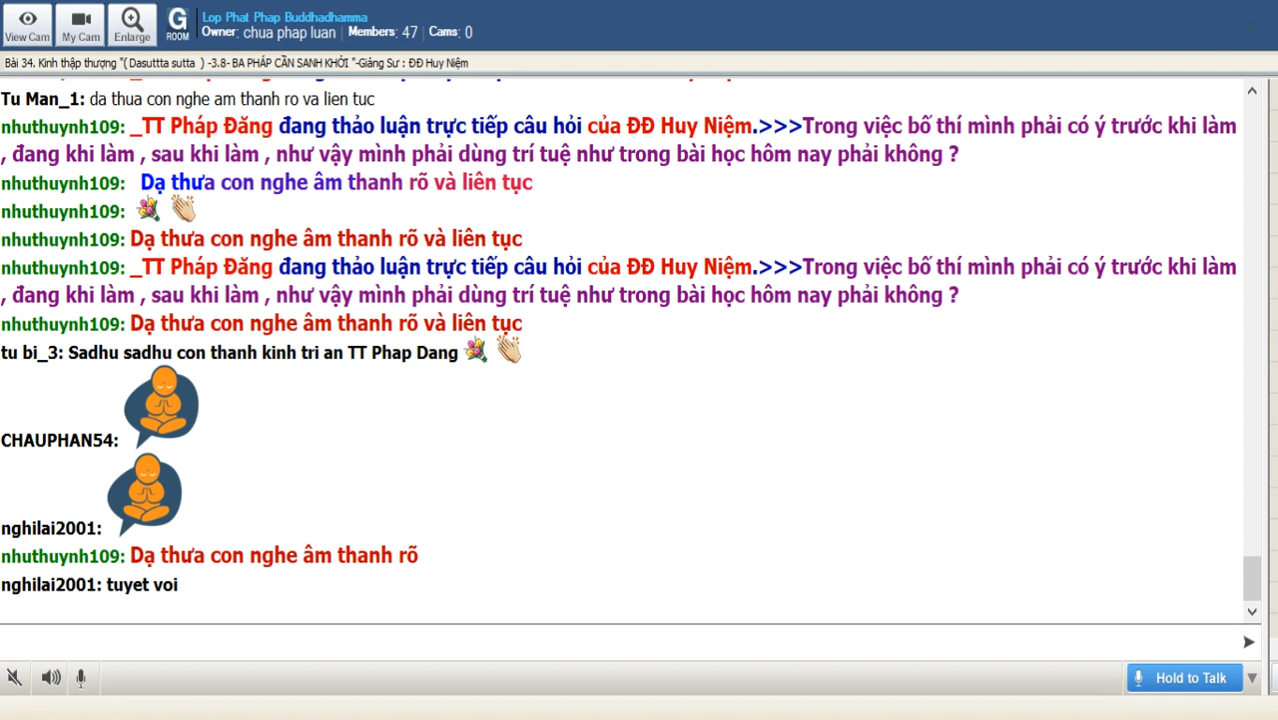 View Cam
My Cam
Enlarge
G
ROOM
Lop Phat Phap Buddhadhamma
Owner: chua phap luan | Members: 47 | Cams: 0
Bài 34. Kinh thập thượng "( Dasuttta sutta ) -3.8- BA PHÁP CẦN SANH KHỞI "-Giảng Sư : ĐĐ Huy Niệm
Tu Man_1: da thua con nghe am thanh ro va lien tuc
nhuthuynh109: _TT Pháp Đăng đang thảo luận trực tiếp câu hỏi của ĐĐ Huy Niệm.>>>Trong việc bố thí mình phải có ý trước khi làm
, đang khi làm , sau khi làm , như vậy mình phải dùng trí tuệ như trong bài học hôm nay phải không ?
nhuthuynh109: Dạ thưa con nghe âm thanh rõ và liên tục
nhuthuynh109:
nhuthuynh109: Dạ thưa con nghe âm thanh rõ và liên tục
nhuthuynh109: _TT Pháp Đăng đang thảo luận trực tiếp câu hỏi của ĐĐ Huy Niệm.>>>Trong việc bố thí mình phải có ý trước khi làm
, đang khi làm , sau khi làm , như vậy mình phải dùng trí tuệ như trong bài học hôm nay phải không ?
nhuthuynh109: Dạ thưa con nghe âm thanh rõ và liên tục
tu bi_3: Sadhu sadhu con thanh kinh tri an TT Phap Dang
CHAUPHAN54:
nghilai2001:
nhuthuynh109: Dạ thưa con nghe âm thanh rõ
nghilai2001: tuyet voi
Hold to Talk